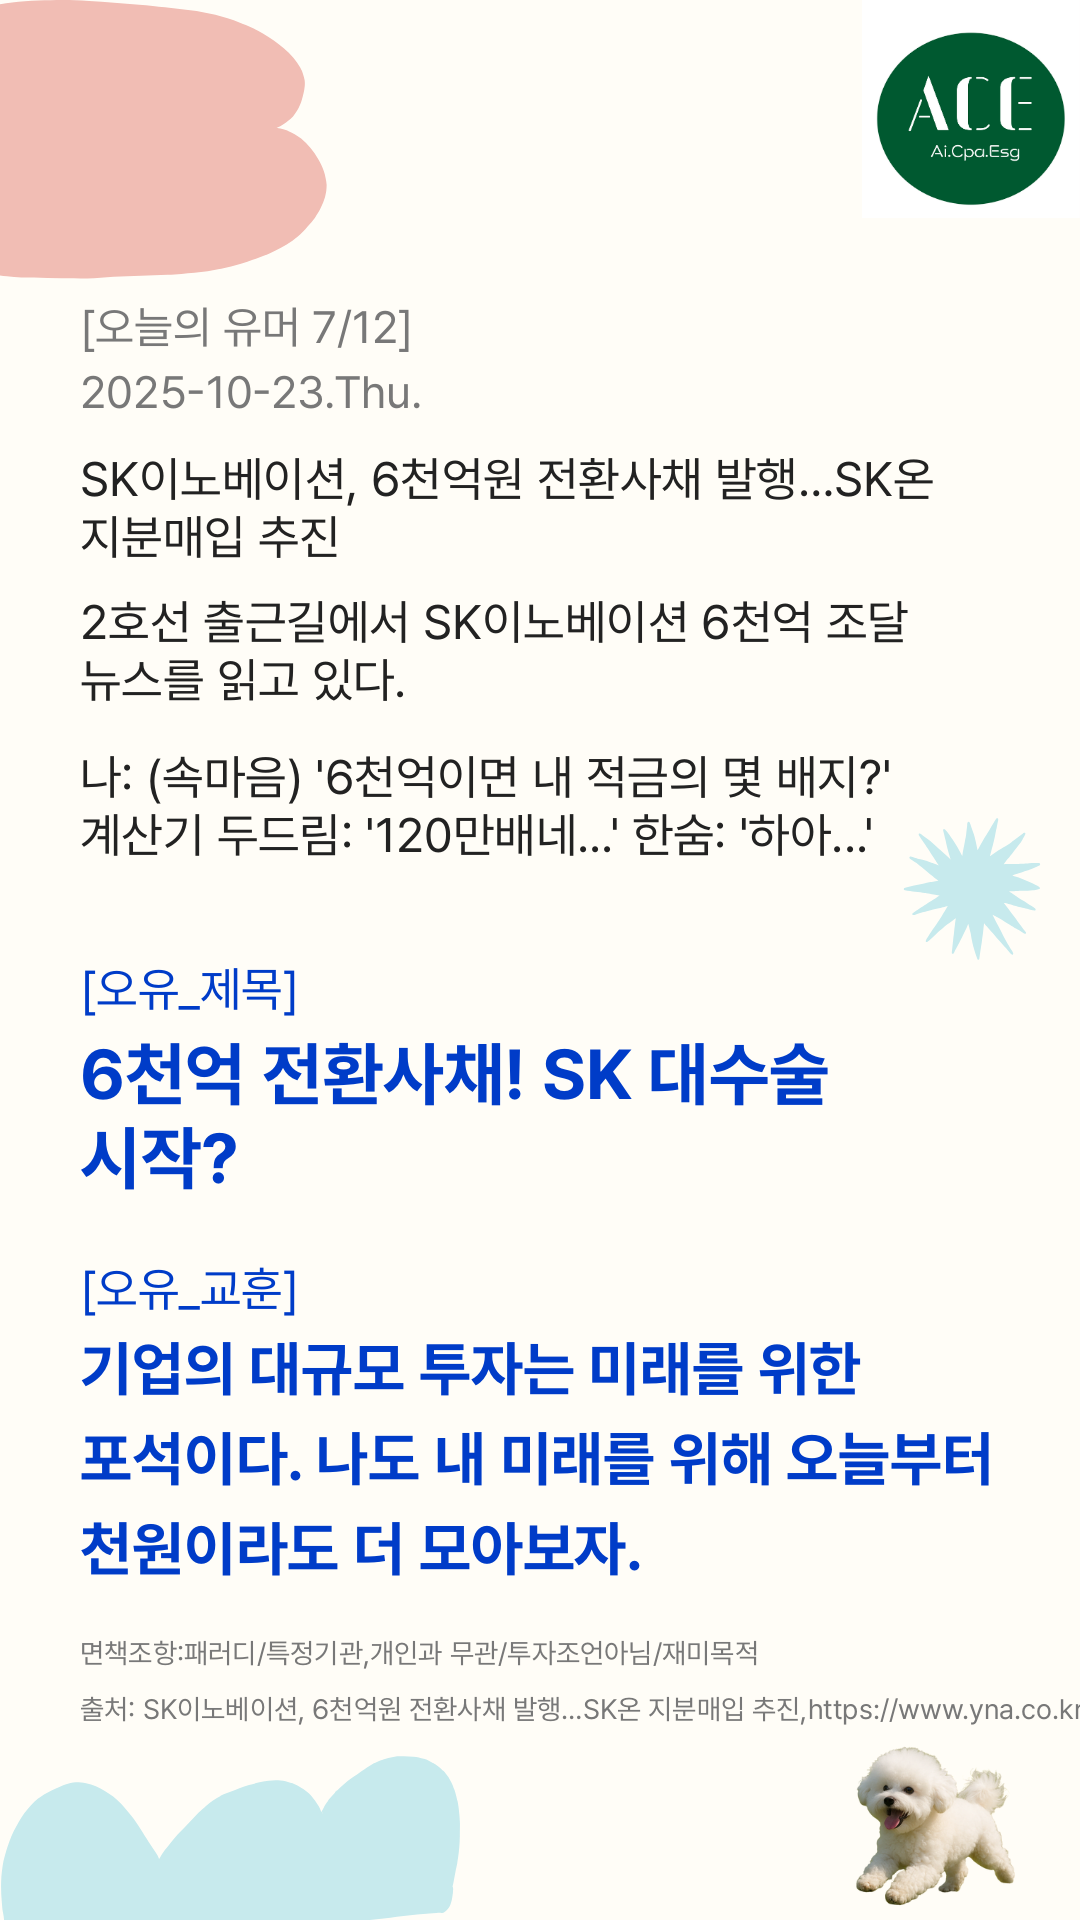 ACE
Ai.Cpa.Esg
[오늘의 유머 7/12]
2025-10-23.Thu.
SK이노베이션, 6천억원 전환사채 발행...SK온
지분매입 추진
2호선 출근길에서 SK이노베이션 6천억 조달
뉴스를 읽고 있다.
나: (속마음) '6천억이면 내 적금의 몇 배지?'
계산기 두드림: '120만배네...' 한숨: '하아...'
[오유_제목]
6천억 전환사채! SK 대수술
시작?
[오유_교훈]
기업의 대규모 투자는 미래를 위한
포석이다. 나도 내 미래를 위해 오늘부터
천원이라도 더 모아보자.
면책조항:패러디/특정기관,개인과 무관/투자조언아님/재미목적
출처: SK이노베이션, 6천억원 전환사채 발행...SK온 지분매입 추진,https://www.yna.co.kr